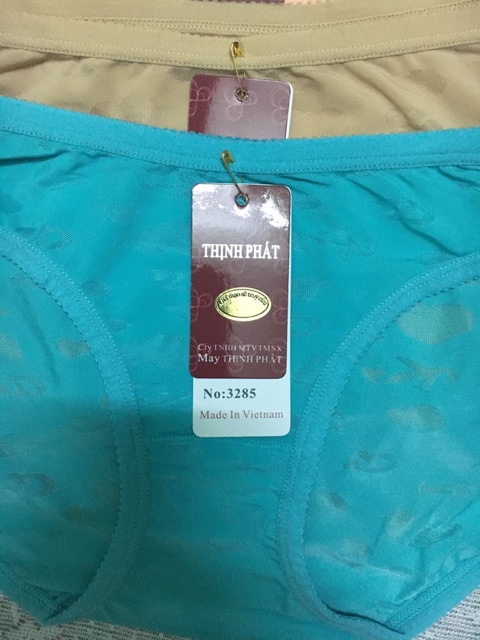 THỊNH PHÁT
Cty TNHH MTV TMSX
May THỊNH PHÁT
No:3285
Made In Vietnam